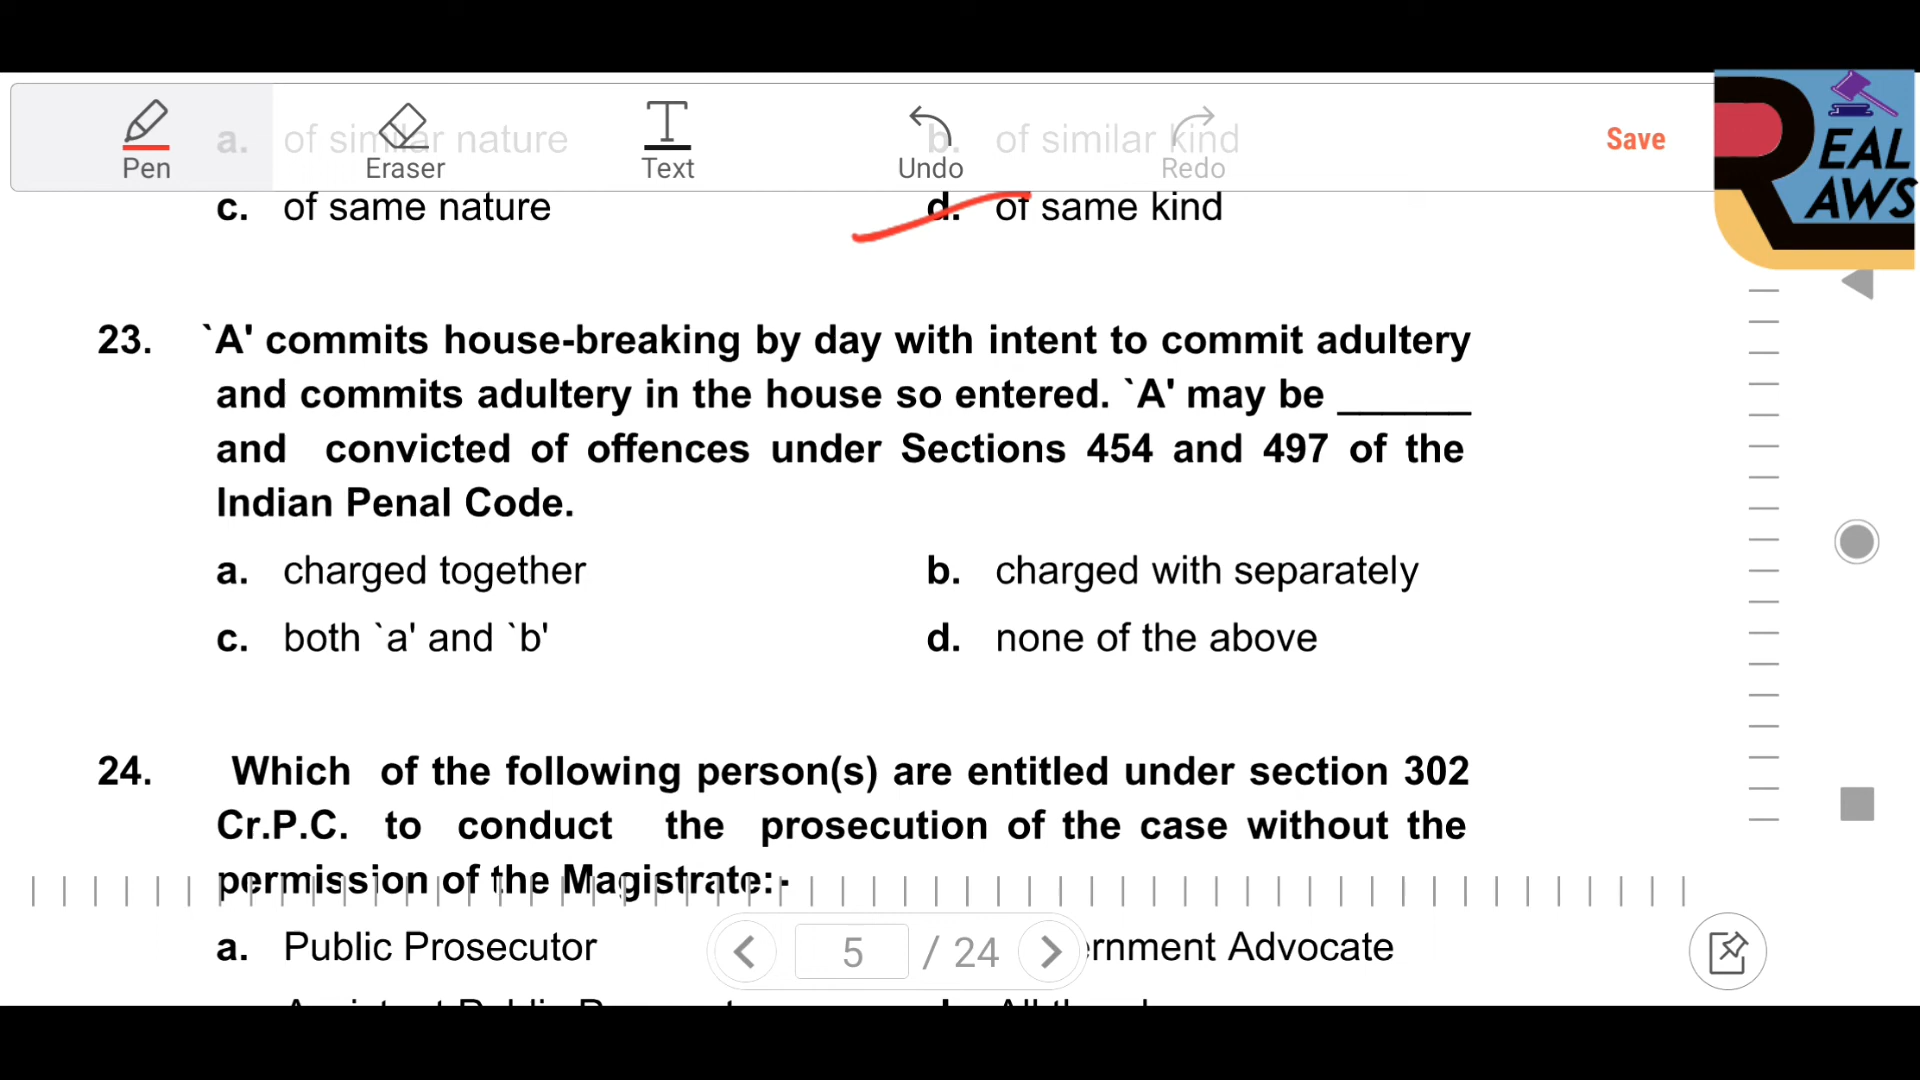 a. of similar nature b. of similar kind
Pen Eraser Text Undo Redo Save
REAL
LAWS
c. of same nature d. of same kind
23. `A' commits house-breaking by day with intent to commit adultery
and commits adultery in the house so entered. `A' may be ______
and convicted of offences under Sections 454 and 497 of the
Indian Penal Code.
a. charged together b. charged with separately
c. both `a' and `b' d. none of the above
24. Which of the following person(s) are entitled under section 302
Cr.P.C. to conduct the prosecution of the case without the
permission of the Magistrate:-
a. Public Prosecutor ernment Advocate
5 / 24